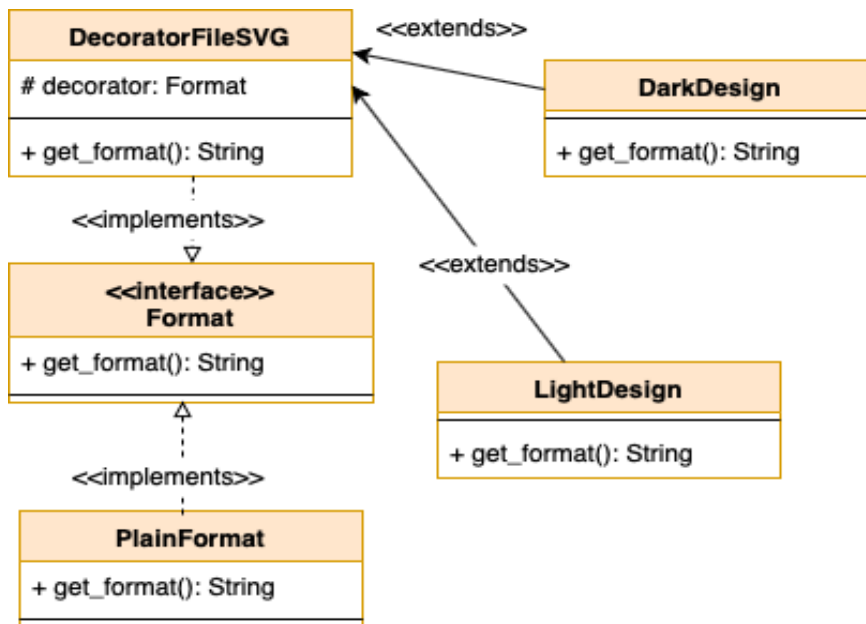 DecoratorFileSVG
# decorator: Format
+ get_format(): String
<<extends>>
DarkDesign
+ get_format(): String
<<implements>>
<<extends>>
<<interface>>
Format
+ get_format(): String
LightDesign
+ get_format(): String
<<implements>>
PlainFormat
+ get_format(): String